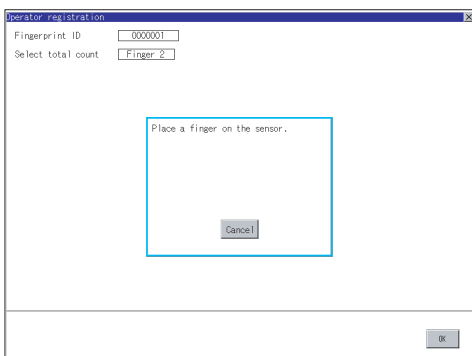 Operator registration
Fingerprint ID 0000001
Select total count Finger 2
Place a finger on the sensor.
Cancel
OK